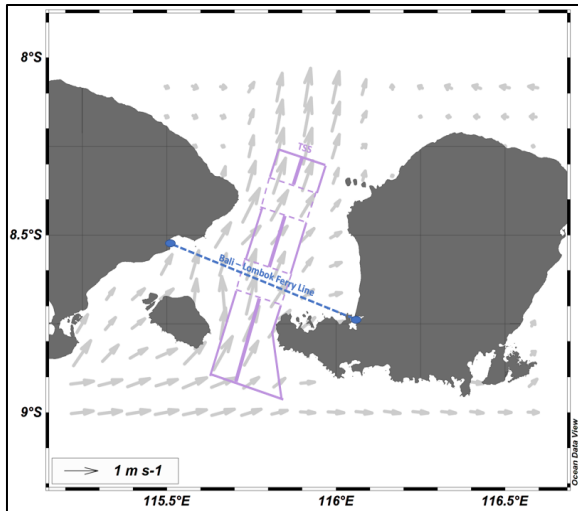 8°S
TSS
8.5°S
Bali - Lombok Ferry Line
9°S
1 m s-1
Ocean Data View
115.5°E
116°E
116.5°E